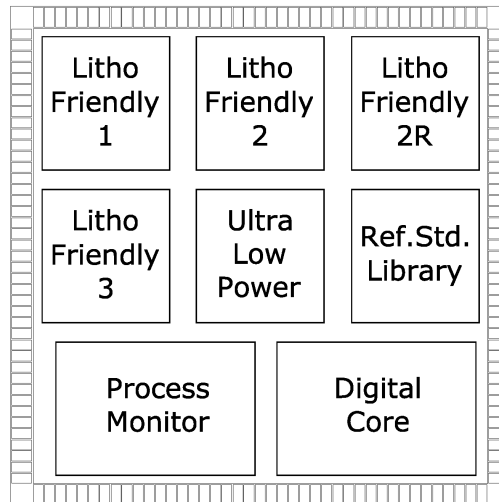 Litho
Friendly
1
Litho
Friendly
2
Litho
Friendly
2R
Litho
Friendly
3
Ultra
Low
Power
Ref.Std.
Library
Process
Monitor
Digital
Core